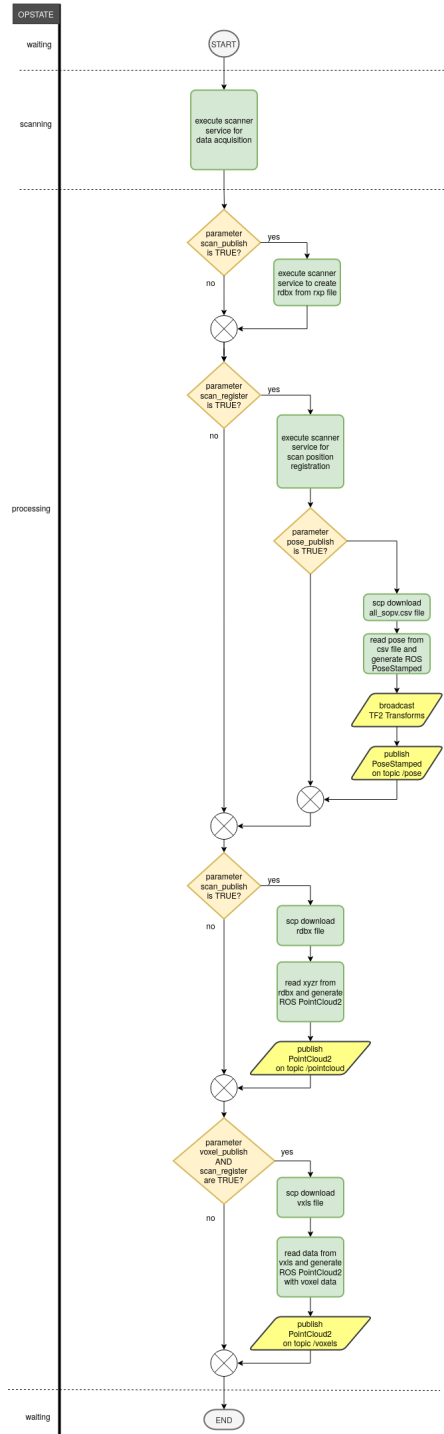 OPSTATE
waiting
START
scanning
execute scanner
service for
data acquisition
parameter
scan_publish
is TRUE?
yes
no
execute scanner
service to create
rdbx from rxp file
parameter
scan_register
is TRUE?
yes
no
execute scanner
service for
scan position
registration
processing
parameter
pose_publish
is TRUE?
scp download
all_sopv.csv file
read pose from
csv file and
generate ROS
PoseStamped
broadcast
TF2 Transforms
publish
PoseStamped
on topic /pose
parameter
scan_publish
is TRUE?
yes
no
scp download
rdbx file
read xyzr from
rdbx and generate
ROS PointCloud2
publish
PointCloud2
on topic /pointcloud
parameter
voxel_publish
AND
scan_register
are TRUE?
yes
no
scp download
vxls file
read data from
vxls and generate
ROS PointCloud2
with voxel data
publish
PointCloud2
on topic /voxels
waiting
END